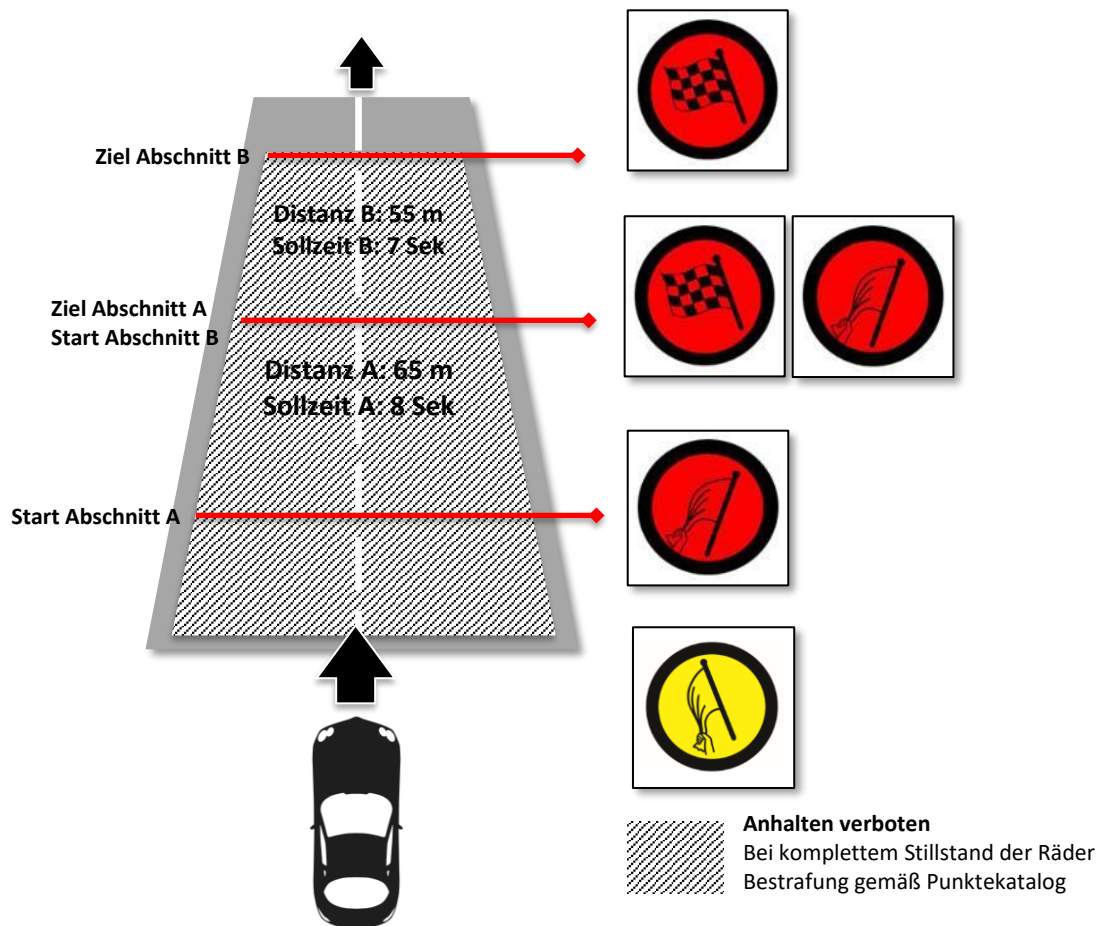 Ziel Abschnitt B
Distanz B: 55 m
Sollzeit B: 7 Sek
Ziel Abschnitt A
Start Abschnitt B
Distanz A: 65 m
Sollzeit A: 8 Sek
Start Abschnitt A
Anhalten verboten
Bei komplettem Stillstand der Räder
Bestrafung gemäß Punktekatalog